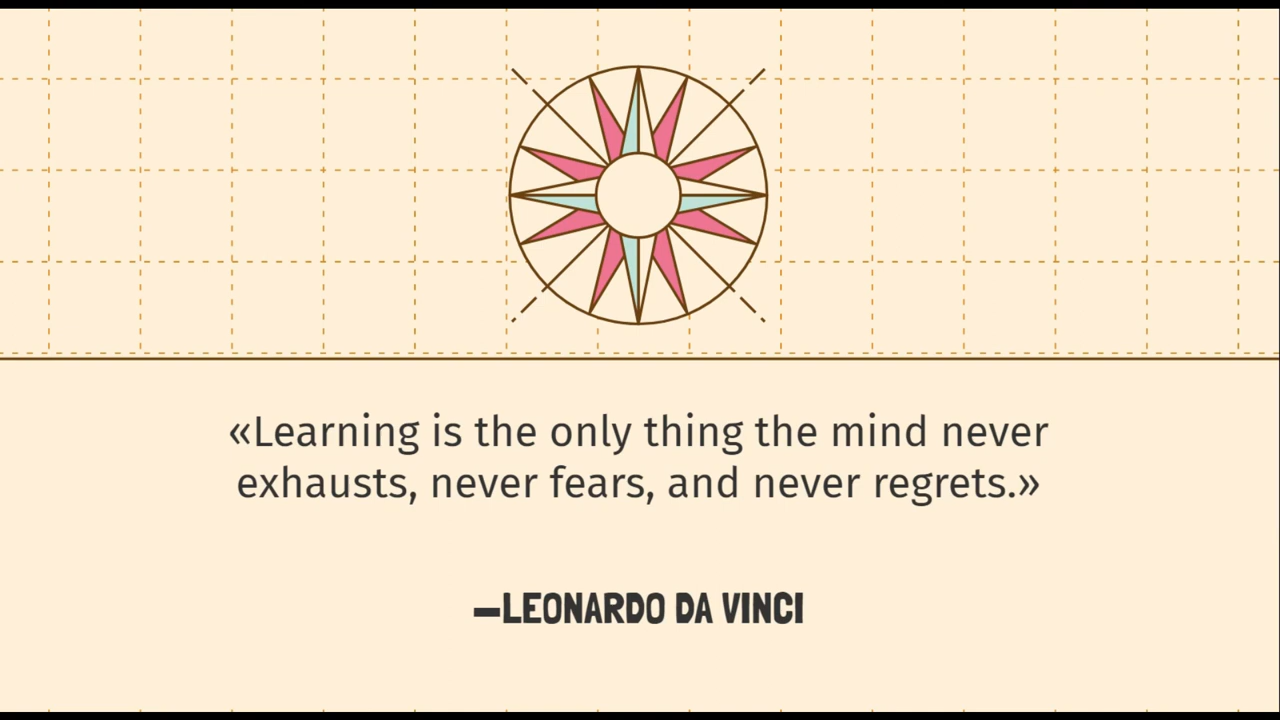 «Learning is the only thing the mind never
exhausts, never fears, and never regrets.»
—LEONARDO DA VINCI